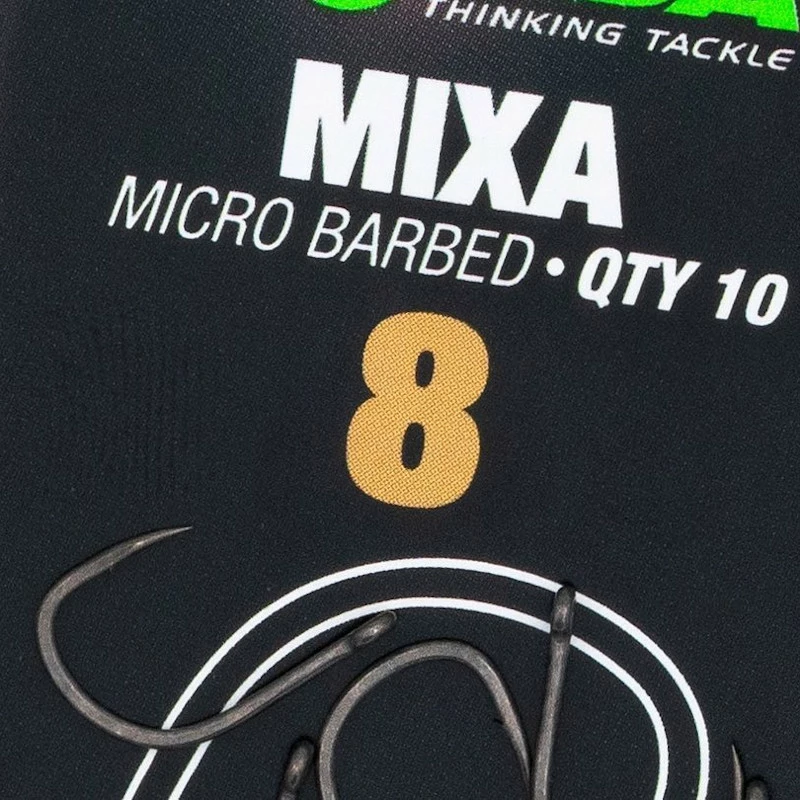 THINKING TACKLE
MIXA
MICRO BARBED • QTY 10
8